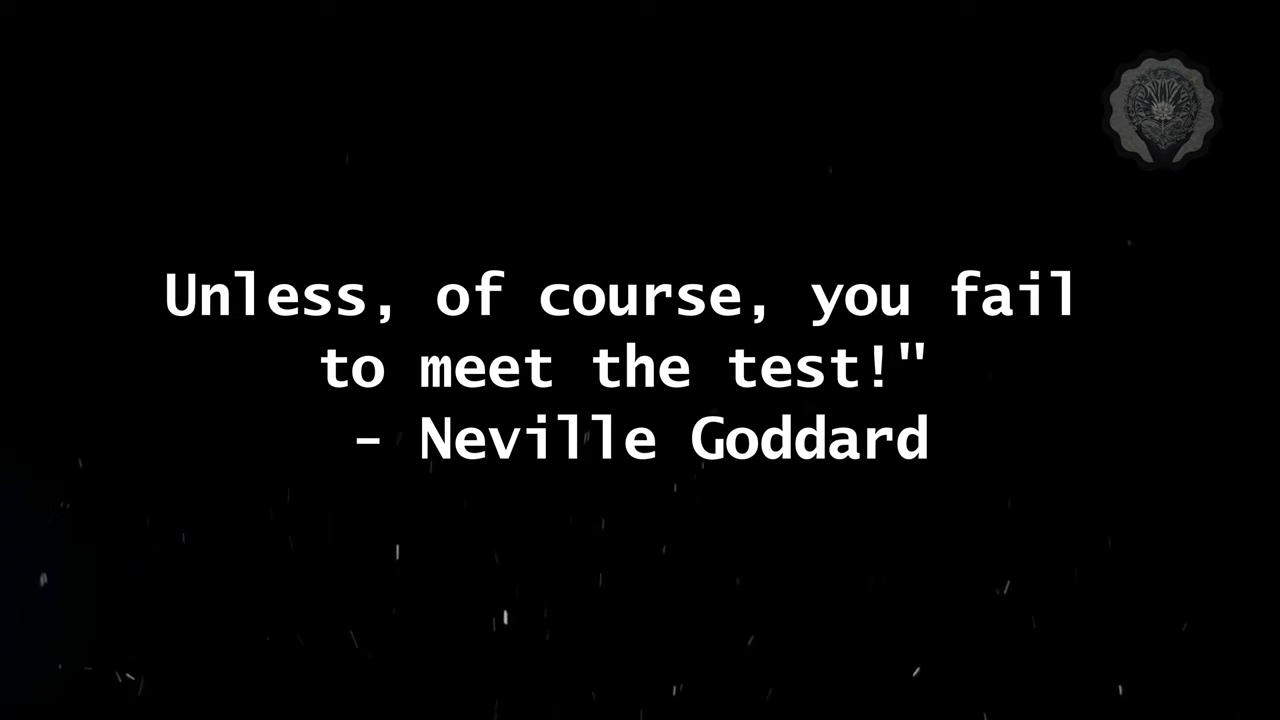 Unless, of course, you fail
to meet the test!"
- Neville Goddard